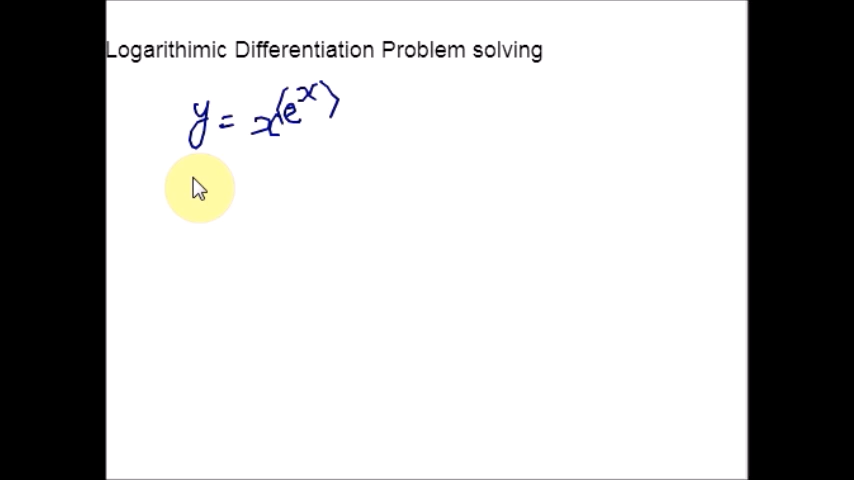 Logarithimic Differentiation Problem solving
y = x^(e^x)